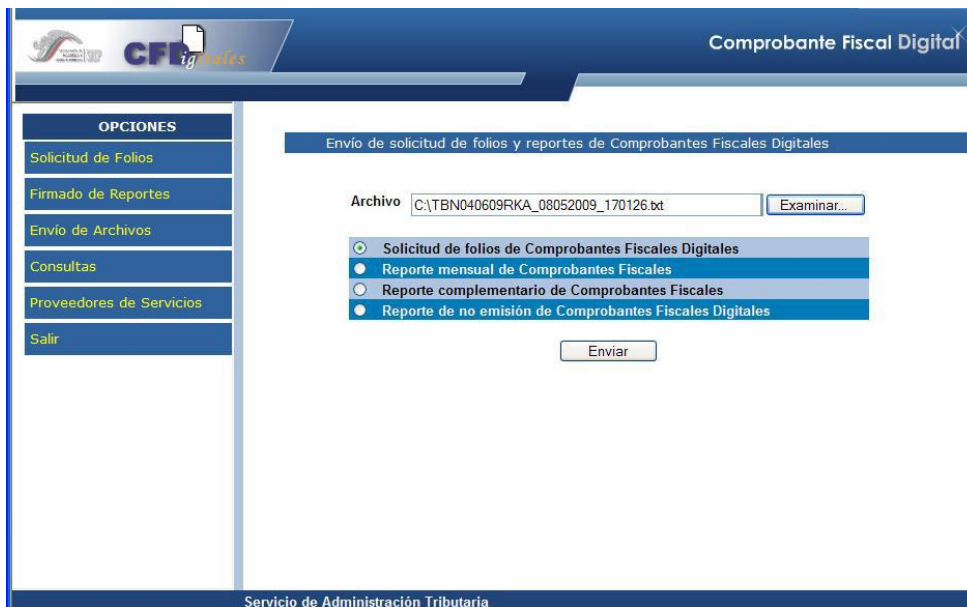 CFDigitales
Comprobante Fiscal Digital
OPCIONES
Solicitud de Folios
Firmado de Reportes
Envío de Archivos
Consultas
Proveedores de Servicios
Salir
Envío de solicitud de folios y reportes de Comprobantes Fiscales Digitales
Archivo C:\TBN040609RKA_08052009_170126.txt Examinar...
Solicitud de folios de Comprobantes Fiscales Digitales
Reporte mensual de Comprobantes Fiscales
Reporte complementario de Comprobantes Fiscales
Reporte de no emisión de Comprobantes Fiscales Digitales
Enviar
Servicio de Administración Tributaria